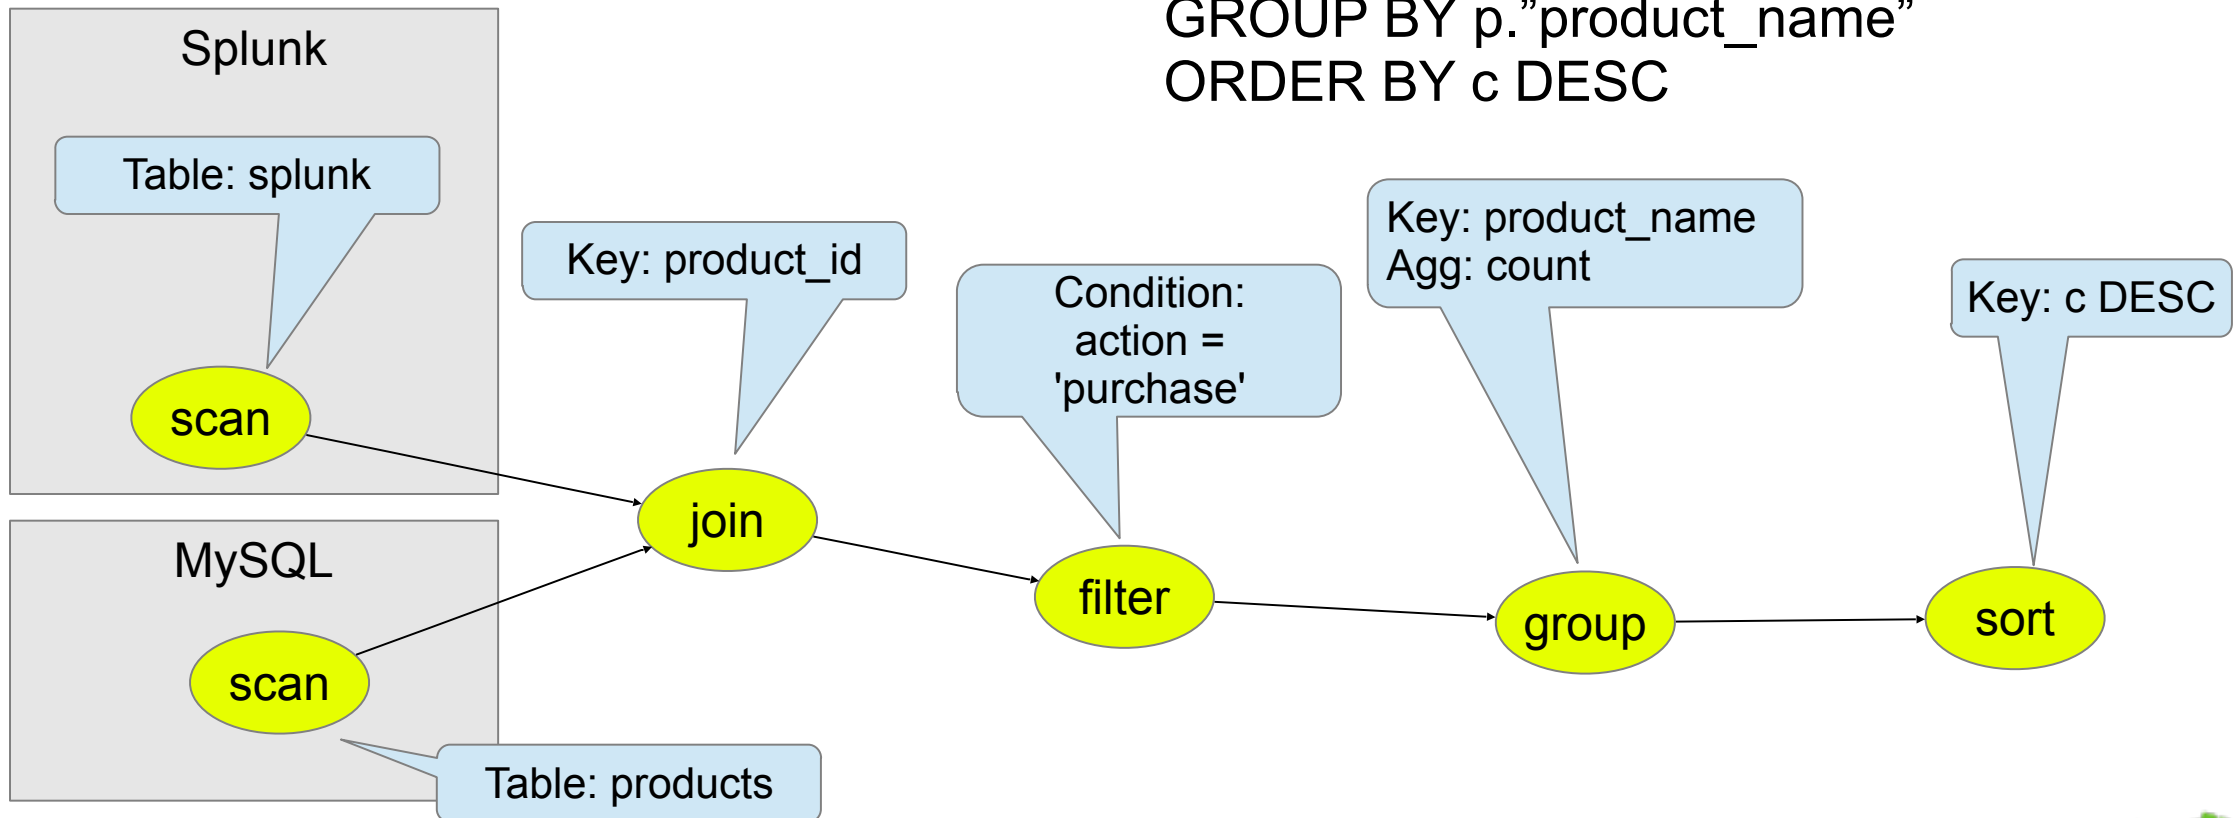 GROUP BY p.”product_name”
ORDER BY c DESC
Splunk
Table: splunk
scan
Key: product_id
join
Condition:
action =
'purchase'
filter
Key: product_name
Agg: count
group
Key: c DESC
sort
MySQL
scan
Table: products